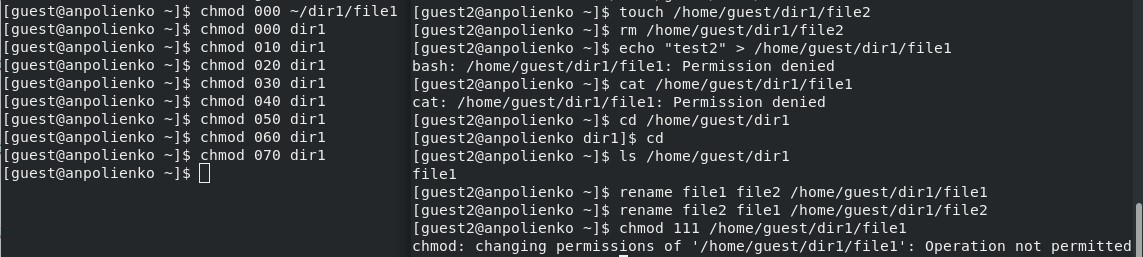 [guest@anpolienko ~]$ chmod 000 ~/dir1/file1
[guest@anpolienko ~]$ chmod 000 dir1
[guest@anpolienko ~]$ chmod 010 dir1
[guest@anpolienko ~]$ chmod 020 dir1
[guest@anpolienko ~]$ chmod 030 dir1
[guest@anpolienko ~]$ chmod 040 dir1
[guest@anpolienko ~]$ chmod 050 dir1
[guest@anpolienko ~]$ chmod 060 dir1
[guest@anpolienko ~]$ chmod 070 dir1
[guest@anpolienko ~]$
[guest2@anpolienko ~]$ touch /home/guest/dir1/file2
[guest2@anpolienko ~]$ rm /home/guest/dir1/file2
[guest2@anpolienko ~]$ echo "test2" > /home/guest/dir1/file1
bash: /home/guest/dir1/file1: Permission denied
[guest2@anpolienko ~]$ cat /home/guest/dir1/file1
cat: /home/guest/dir1/file1: Permission denied
[guest2@anpolienko ~]$ cd /home/guest/dir1
[guest2@anpolienko dir1]$ cd
[guest2@anpolienko ~]$ ls /home/guest/dir1
file1
[guest2@anpolienko ~]$ rename file1 file2 /home/guest/dir1/file1
[guest2@anpolienko ~]$ rename file2 file1 /home/guest/dir1/file2
[guest2@anpolienko ~]$ chmod 111 /home/guest/dir1/file1
chmod: changing permissions of '/home/guest/dir1/file1': Operation not permitted